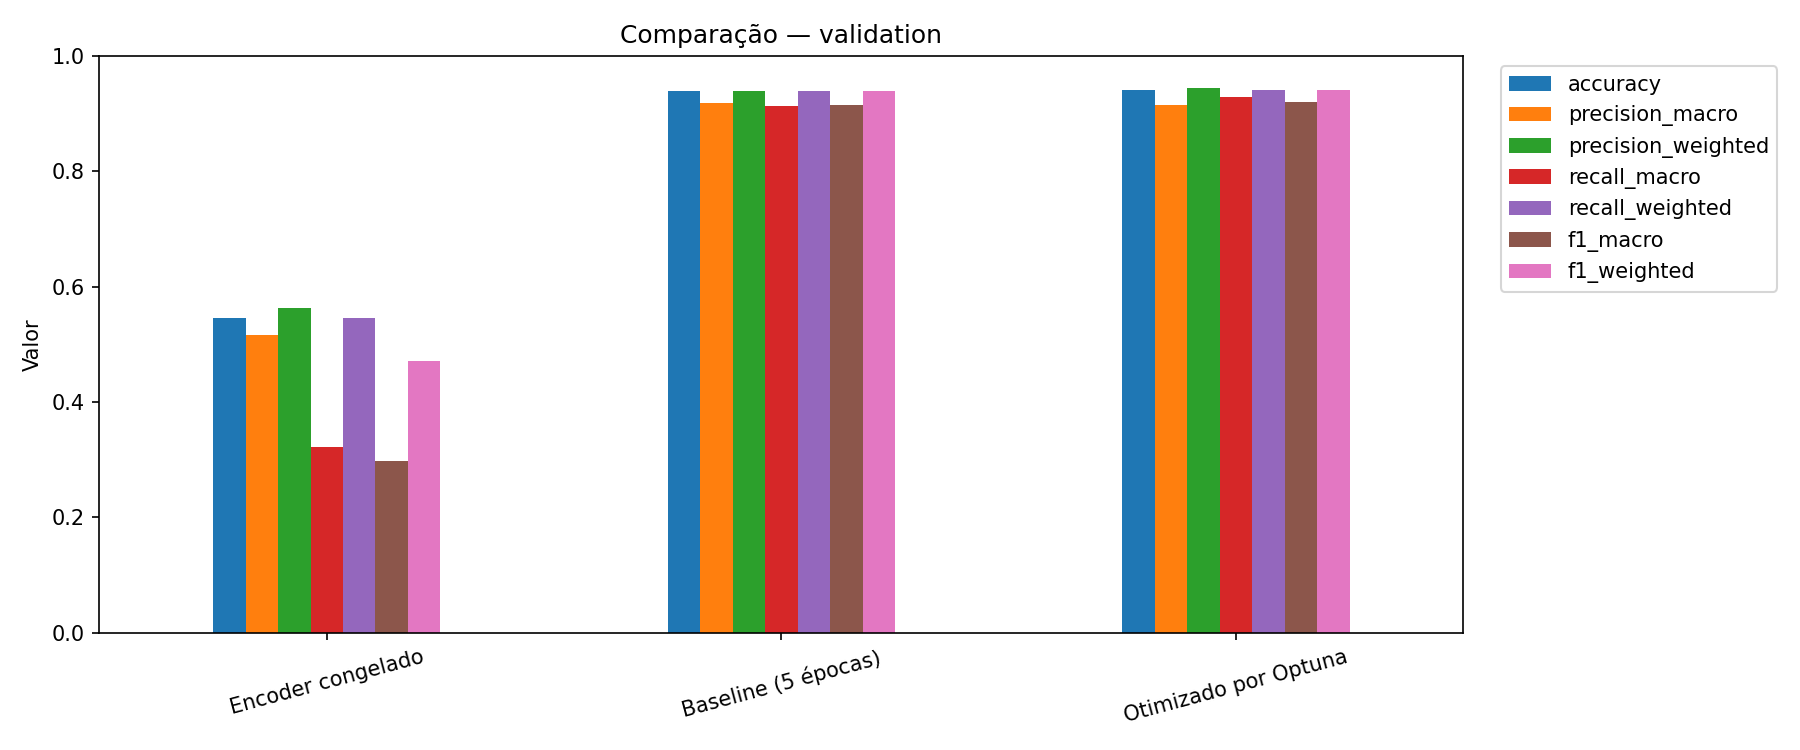 Comparação — validation
1.0
0.8
0.6
0.4
0.2
0.0
Valor
Encoder congelado
Baseline (5 épocas)
Otimizado por Optuna
accuracy
precision_macro
precision_weighted
recall_macro
recall_weighted
f1_macro
f1_weighted